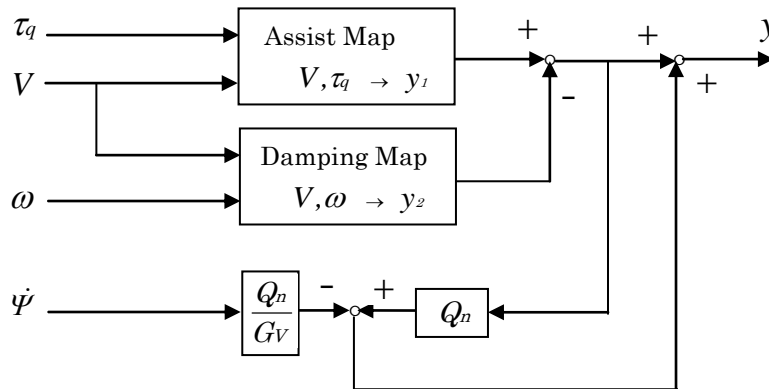 τq
V
ω
Ψ̇
Assist Map
V,τq → y1
Damping Map
V,ω → y2
+
-
+
+
y
Qn
GV
-
+
Qn